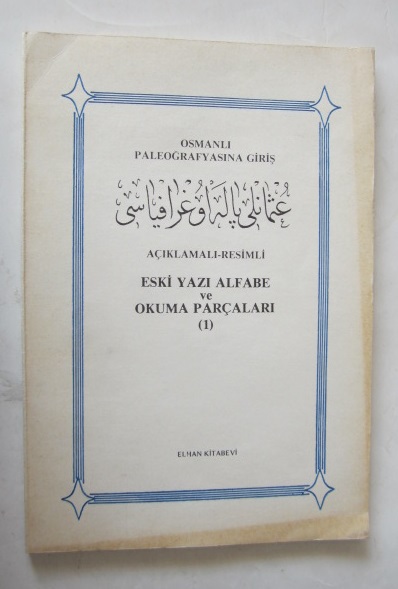 OSMANLI
PALEOĞRAFYASINA GİRİŞ
عثمانلی پاله‌اوغرافیاسی
AÇIKLAMALI-RESİMLİ
ESKİ YAZI ALFABE
ve
OKUMA PARÇALARI
(1)
ELHAN KİTABEVİ